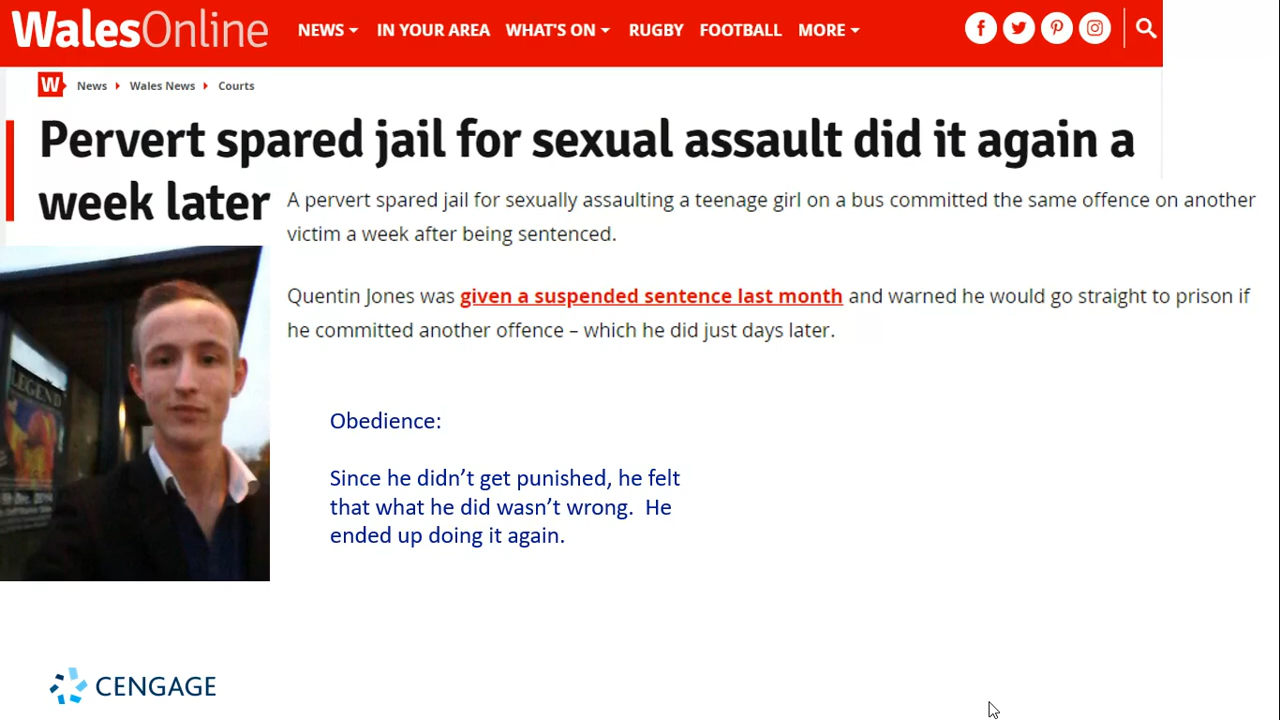 WalesOnline
NEWS IN YOUR AREA WHAT'S ON RUGBY FOOTBALL MORE
W News Wales News Courts
Pervert spared jail for sexual assault did it again a
week later
A pervert spared jail for sexually assaulting a teenage girl on a bus committed the same offence on another
victim a week after being sentenced.
Quentin Jones was given a suspended sentence last month and warned he would go straight to prison if
he committed another offence – which he did just days later.
LEGEND
Obedience:
Since he didn't get punished, he felt
that what he did wasn't wrong. He
ended up doing it again.
CENGAGE